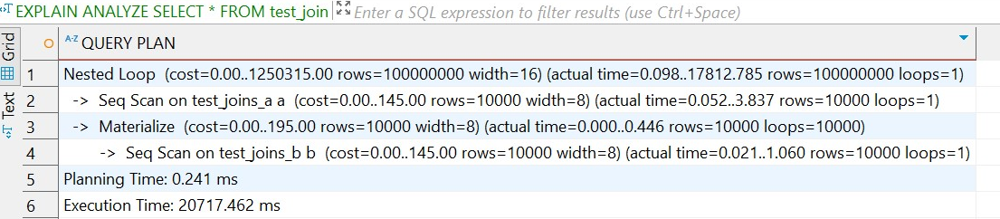 EXPLAIN ANALYZE SELECT * FROM test_join Enter a SQL expression to filter results (use Ctrl+Space)
Grid
Text
A-Z QUERY PLAN
1 Nested Loop (cost=0.00..1250315.00 rows=100000000 width=16) (actual time=0.098..17812.785 rows=100000000 loops=1)
2 -> Seq Scan on test_joins_a a (cost=0.00..145.00 rows=10000 width=8) (actual time=0.052..3.837 rows=10000 loops=1)
3 -> Materialize (cost=0.00..195.00 rows=10000 width=8) (actual time=0.000..0.446 rows=10000 loops=10000)
4 -> Seq Scan on test_joins_b b (cost=0.00..145.00 rows=10000 width=8) (actual time=0.021..1.060 rows=10000 loops=1)
5 Planning Time: 0.241 ms
6 Execution Time: 20717.462 ms